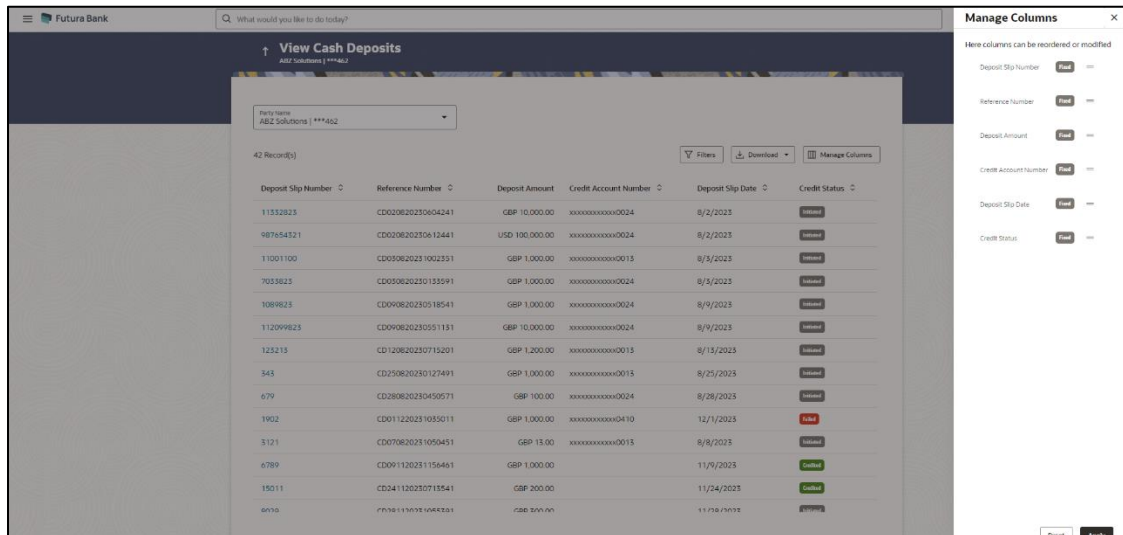 Futura Bank
What would you like to do today?
View Cash Deposits
ABZ Solutions | ***462
Party Name
ABZ Solutions | ***462
42 Record(s)
Filters
Download
Manage Columns
Deposit Slip Number Reference Number Deposit Amount Credit Account Number Deposit Slip Date Credit Status
11332823 CD020820230604241 GBP 10,000.00 xxxxxxxxxxxx0024 8/2/2023 Initiated
987654321 CD020820230612441 USD 100,000.00 xxxxxxxxxxxx0024 8/2/2023 Initiated
11001100 CD030820231002331 GBP 1,000.00 xxxxxxxxxxxx0013 8/3/2023 Initiated
7033823 CD030820230133591 GBP 1,000.00 xxxxxxxxxxxx0024 8/3/2023 Initiated
1089823 CD090820230518541 GBP 1,000.00 xxxxxxxxxxxx0024 8/9/2023 Initiated
112099823 CD090820230551131 GBP 10,000.00 xxxxxxxxxxxx0024 8/9/2023 Initiated
123213 CD120820230715201 GBP 1,200.00 xxxxxxxxxxxx0013 8/13/2023 Initiated
343 CD250820230127491 GBP 1,000.00 xxxxxxxxxxxx0013 8/25/2023 Initiated
679 CD280820230450571 GBP 100.00 xxxxxxxxxxxx0024 8/28/2023 Initiated
1902 CD011220231035011 GBP 1,000.00 xxxxxxxxxxxx0410 12/1/2023 Failed
3121 CD070820231050451 GBP 13.00 xxxxxxxxxxxx0013 8/8/2023 Initiated
6789 CD091120231156461 GBP 1,000.00 11/9/2023 Credited
15011 CD241120230713541 GBP 200.00 11/24/2023 Credited
GBP 300.00 11/28/2023
Manage Columns
Here columns can be reordered or modified
Deposit Slip Number Fixed
Reference Number Fixed
Deposit Amount Fixed
Credit Account Number Fixed
Deposit Slip Date Fixed
Credit Status Fixed
Reset Apply